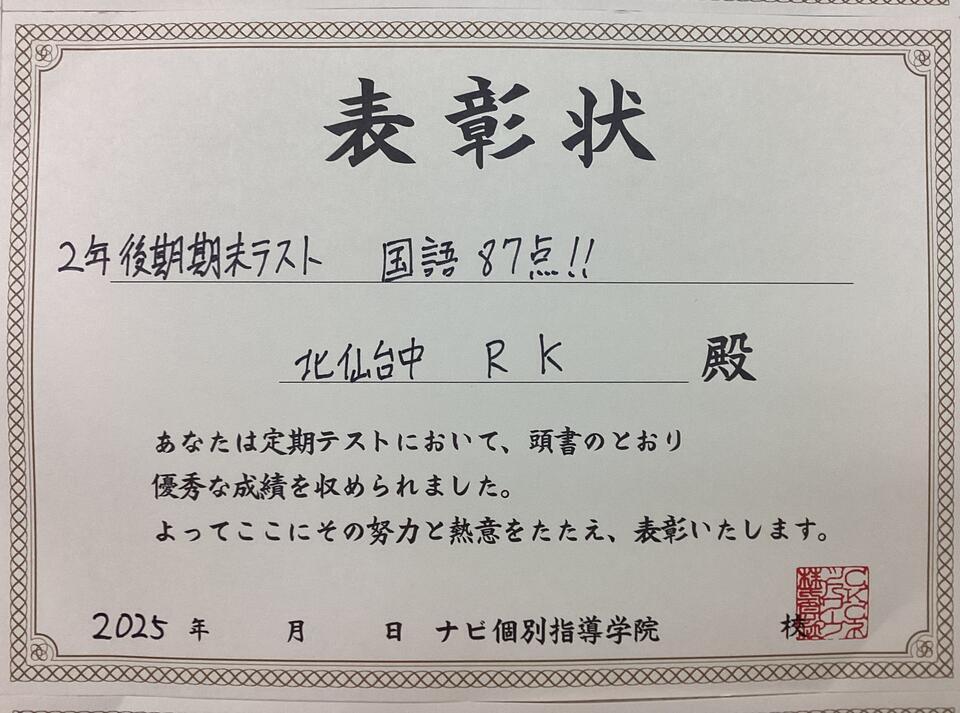 表彰状
2年後期期末テスト 国語 87点!!
北仙台中 R K 殿
あなたは定期テストにおいて、頭書のとおり
優秀な成績を収められました。
よってここにその努力と熱意をたたえ、表彰いたします。
2025 年 月 日 ナビ個別指導学院 校